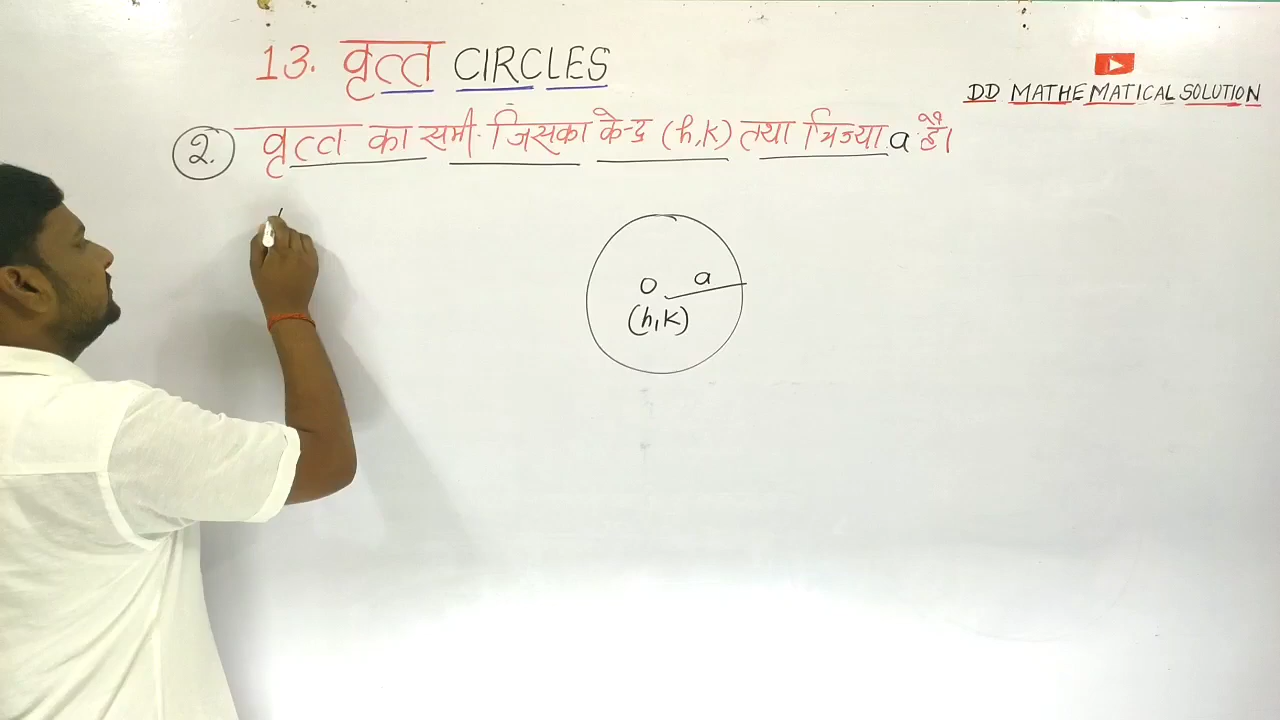 13. वृत्त CIRCLES
DD MATHEMATICAL SOLUTION
2. वृत्त का समी. जिसका केन्द्र (h,k) तथा त्रिज्या a है।
O a
(h,k)